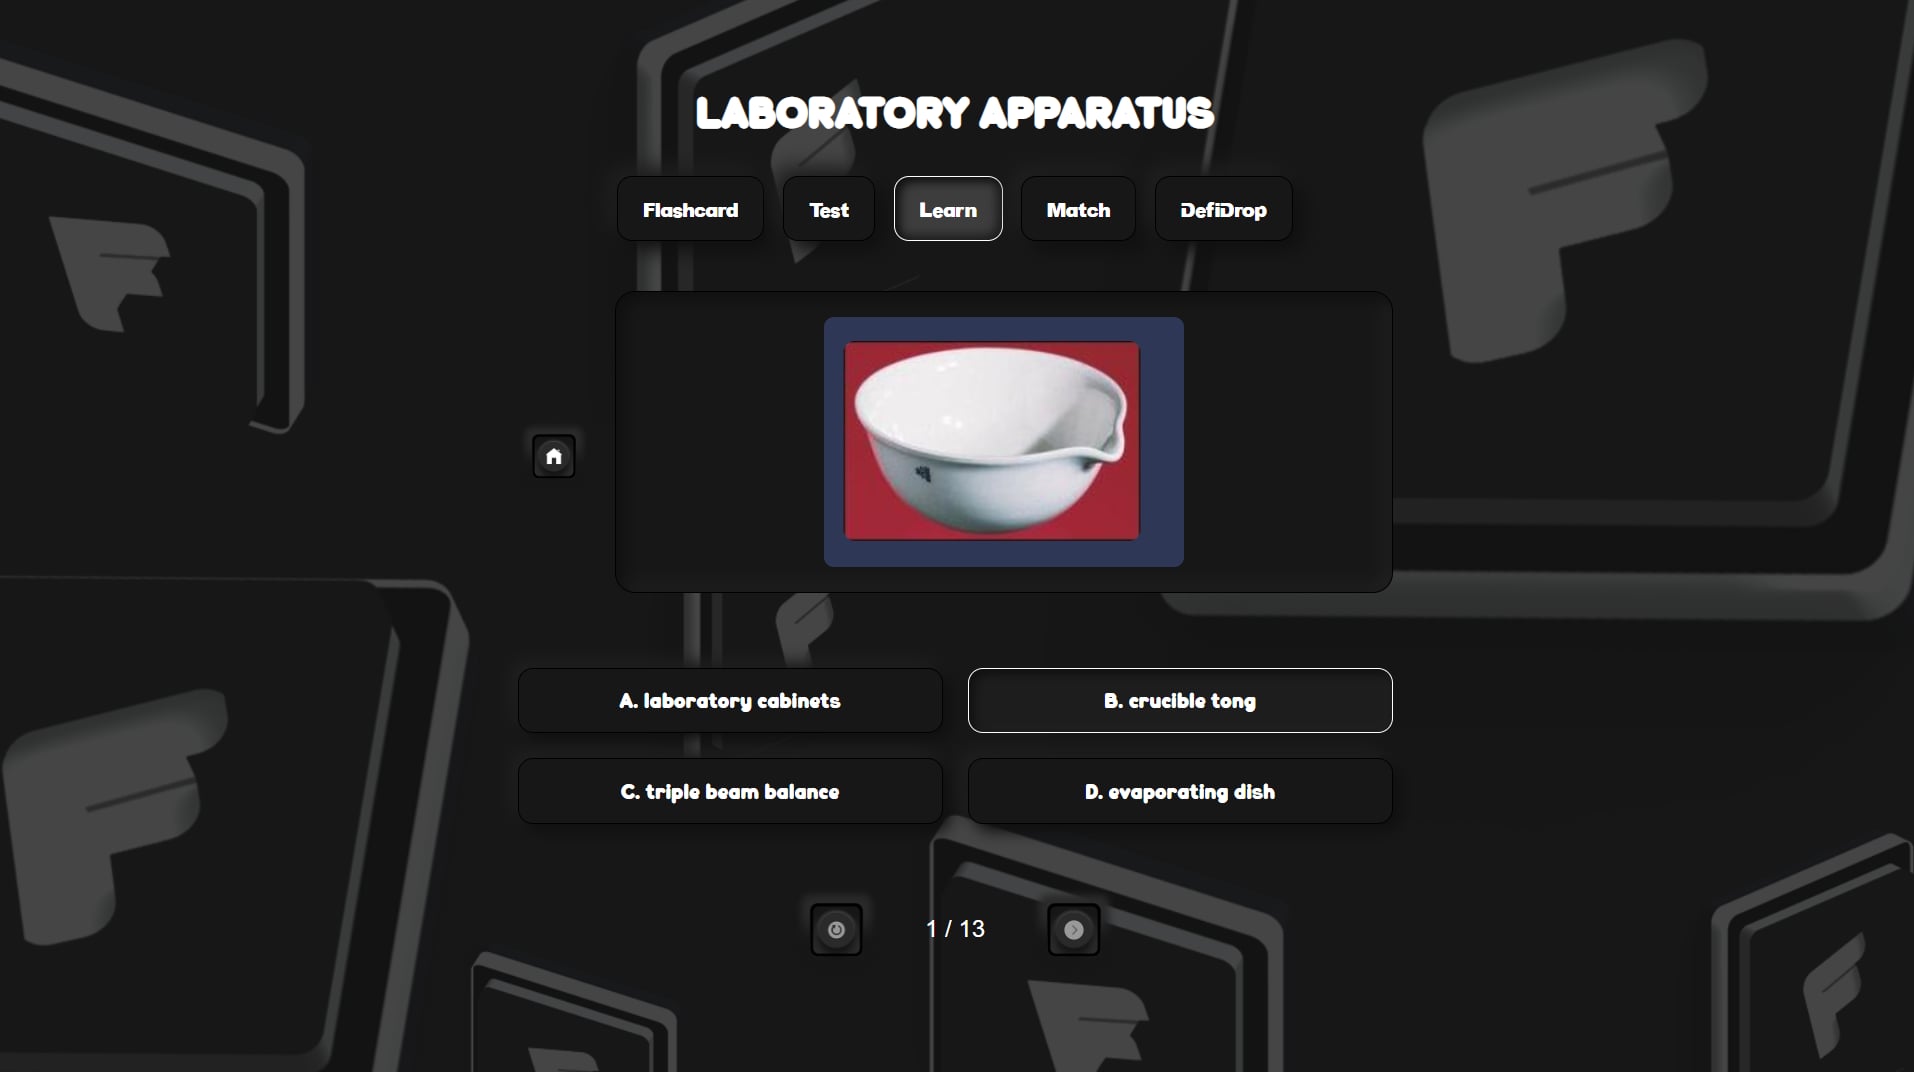 LABORATORY APPARATUS
Flashcard Test Learn Match DefiDrop
A. laboratory cabinets
B. crucible tong
C. triple beam balance
D. evaporating dish
1 / 13